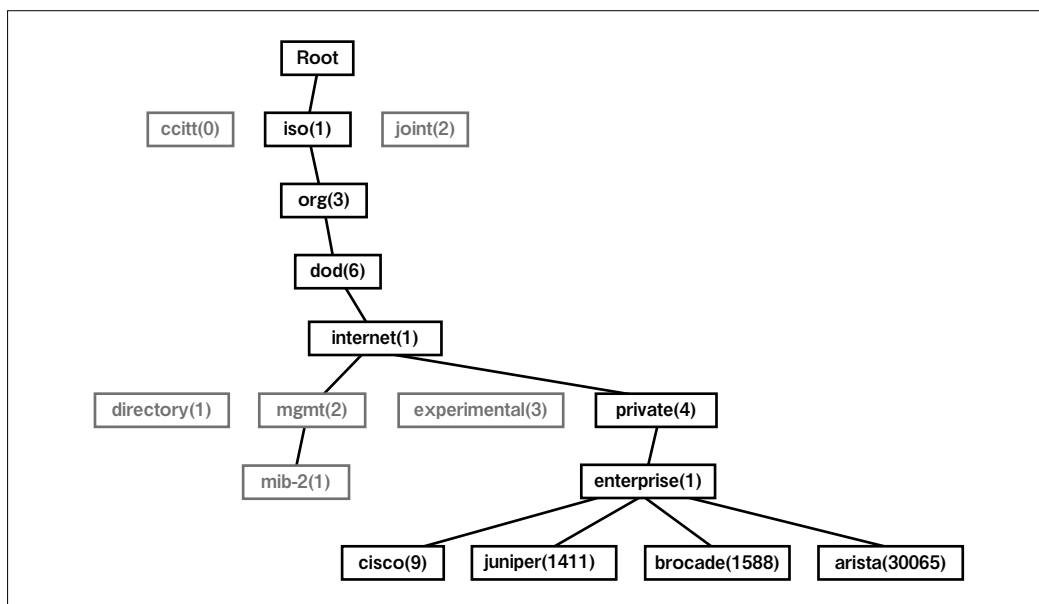 Root
ccitt(0) iso(1) joint(2)
org(3)
dod(6)
internet(1)
directory(1) mgmt(2) experimental(3) private(4)
mib-2(1) enterprise(1)
cisco(9) juniper(1411) brocade(1588) arista(30065)